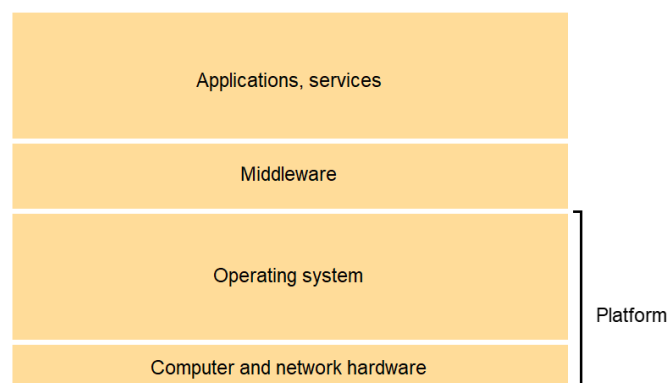 Applications, services
Middleware
Operating system
Platform
Computer and network hardware